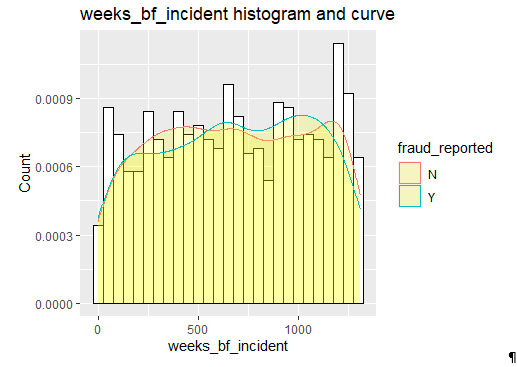 weeks_bf_incident histogram and curve
Count
0.0009
0.0006
0.0003
0.0000
0 500 1000
weeks_bf_incident
fraud_reported
N
Y
¶